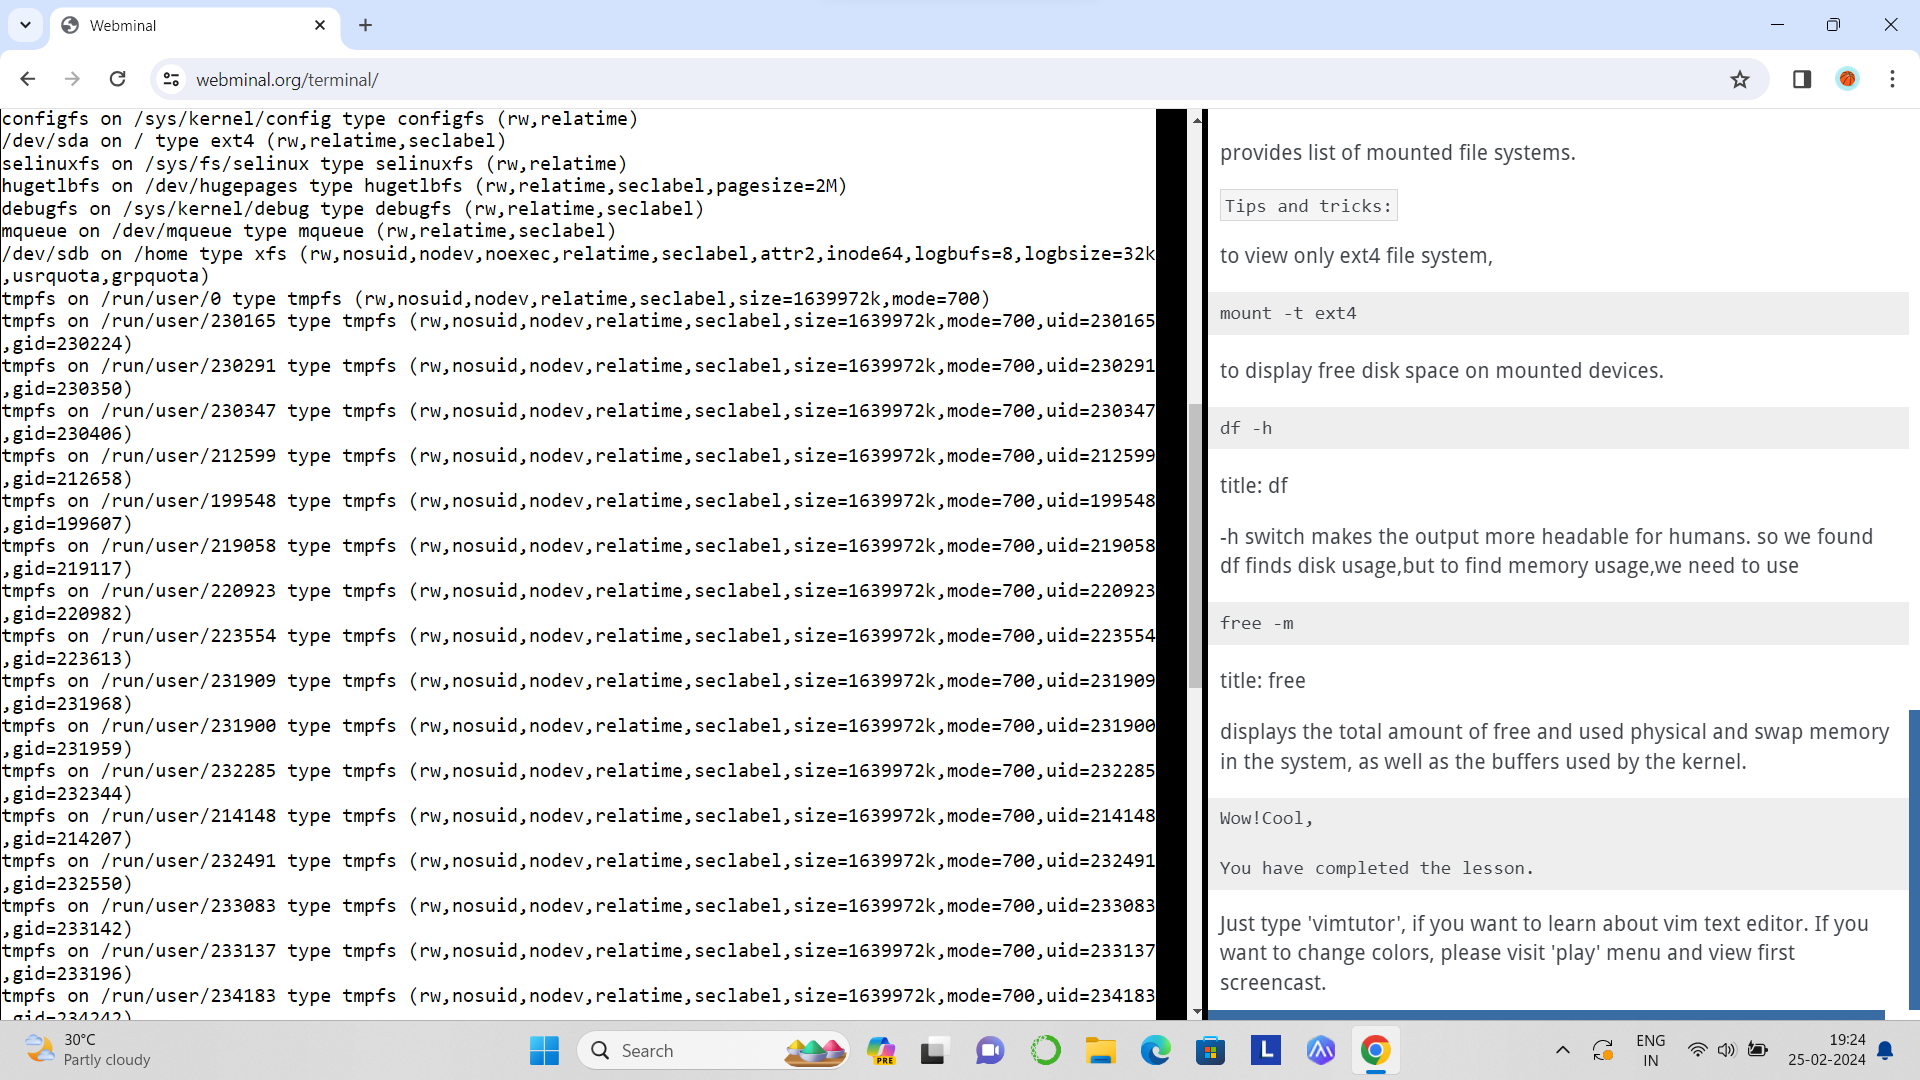 Webminal
webminal.org/terminal/
configfs on /sys/kernel/config type configfs (rw,relatime)
/dev/sda on / type ext4 (rw,relatime,seclabel)
selinuxfs on /sys/fs/selinux type selinuxfs (rw,relatime)
hugetlbfs on /dev/hugepages type hugetlbfs (rw,relatime,seclabel,pagesize=2M)
debugfs on /sys/kernel/debug type debugfs (rw,relatime,seclabel)
mqueue on /dev/mqueue type mqueue (rw,relatime,seclabel)
/dev/sdb on /home type xfs (rw,nosuid,nodev,noexec,relatime,seclabel,attr2,inode64,logbufs=8,logbsize=32k
,usrquota,grpquota)
tmpfs on /run/user/0 type tmpfs (rw,nosuid,nodev,relatime,seclabel,size=1639972k,mode=700)
tmpfs on /run/user/230165 type tmpfs (rw,nosuid,nodev,relatime,seclabel,size=1639972k,mode=700,uid=230165
,gid=230224)
tmpfs on /run/user/230291 type tmpfs (rw,nosuid,nodev,relatime,seclabel,size=1639972k,mode=700,uid=230291
,gid=230350)
tmpfs on /run/user/230347 type tmpfs (rw,nosuid,nodev,relatime,seclabel,size=1639972k,mode=700,uid=230347
,gid=230406)
tmpfs on /run/user/212599 type tmpfs (rw,nosuid,nodev,relatime,seclabel,size=1639972k,mode=700,uid=212599
,gid=212658)
tmpfs on /run/user/199548 type tmpfs (rw,nosuid,nodev,relatime,seclabel,size=1639972k,mode=700,uid=199548
,gid=199607)
tmpfs on /run/user/219058 type tmpfs (rw,nosuid,nodev,relatime,seclabel,size=1639972k,mode=700,uid=219058
,gid=219117)
tmpfs on /run/user/220923 type tmpfs (rw,nosuid,nodev,relatime,seclabel,size=1639972k,mode=700,uid=220923
,gid=220982)
tmpfs on /run/user/223554 type tmpfs (rw,nosuid,nodev,relatime,seclabel,size=1639972k,mode=700,uid=223554
,gid=223613)
tmpfs on /run/user/231909 type tmpfs (rw,nosuid,nodev,relatime,seclabel,size=1639972k,mode=700,uid=231909
,gid=231968)
tmpfs on /run/user/231900 type tmpfs (rw,nosuid,nodev,relatime,seclabel,size=1639972k,mode=700,uid=231900
,gid=231959)
tmpfs on /run/user/232285 type tmpfs (rw,nosuid,nodev,relatime,seclabel,size=1639972k,mode=700,uid=232285
,gid=232344)
tmpfs on /run/user/214148 type tmpfs (rw,nosuid,nodev,relatime,seclabel,size=1639972k,mode=700,uid=214148
,gid=214207)
tmpfs on /run/user/232491 type tmpfs (rw,nosuid,nodev,relatime,seclabel,size=1639972k,mode=700,uid=232491
,gid=232550)
tmpfs on /run/user/233083 type tmpfs (rw,nosuid,nodev,relatime,seclabel,size=1639972k,mode=700,uid=233083
,gid=233142)
tmpfs on /run/user/233137 type tmpfs (rw,nosuid,nodev,relatime,seclabel,size=1639972k,mode=700,uid=233137
,gid=233196)
tmpfs on /run/user/234183 type tmpfs (rw,nosuid,nodev,relatime,seclabel,size=1639972k,mode=700,uid=234183
,gid=234242)
provides list of mounted file systems.
Tips and tricks:
to view only ext4 file system,
mount -t ext4
to display free disk space on mounted devices.
df -h
title: df
-h switch makes the output more headable for humans. so we found
df finds disk usage,but to find memory usage,we need to use
free -m
title: free
displays the total amount of free and used physical and swap memory
in the system, as well as the buffers used by the kernel.
Wow!Cool,
You have completed the lesson.
Just type 'vimtutor', if you want to learn about vim text editor. If you
want to change colors, please visit 'play' menu and view first
screencast.
30°C
Partly cloudy
Search
PRE
L
ENG
IN
19:24
25-02-2024